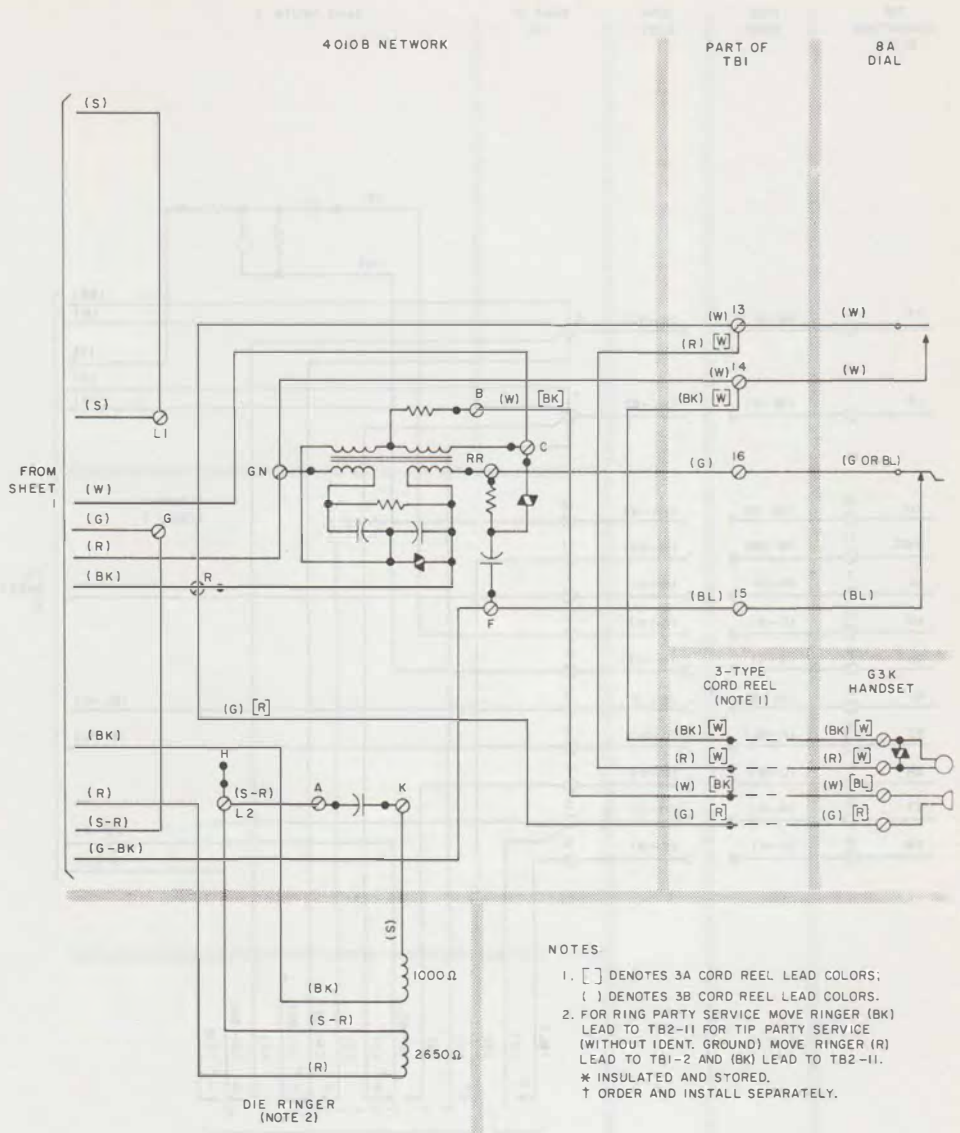 4010B NETWORK
PART OF
TB1
8A
DIAL
(S)
(S)
L1
FROM
SHEET
1
(W)
(G)
G
(R)
(BK)
R
GN
B
(W) [BK]
C
RR
F
(W) 13
(W)
(R) [W]
(W) 14
(W)
(BK) [W]
(G) 16
(G OR BL)
(BL) 15
(BL)
3-TYPE
CORD REEL
(NOTE 1)
G3K
HANDSET
(G) [R]
(BK) [W]
(BK) [W]
(R) [W]
(R) [W]
(W) [BK]
(W) [BL]
(G) [R]
(G) [R]
(BK)
H
(R)
(S-R)
A
K
L2
(S-R)
(G-BK)
(S)
1000Ω
(BK)
(S-R)
2650Ω
(R)
DIE RINGER
(NOTE 2)
NOTES
1. [ ] DENOTES 3A CORD REEL LEAD COLORS;
( ) DENOTES 3B CORD REEL LEAD COLORS.
2. FOR RING PARTY SERVICE MOVE RINGER (BK)
LEAD TO TB2-11 FOR TIP PARTY SERVICE
(WITHOUT IDENT. GROUND) MOVE RINGER (R)
LEAD TO TB1-2 AND (BK) LEAD TO TB2-11.
* INSULATED AND STORED.
† ORDER AND INSTALL SEPARATELY.